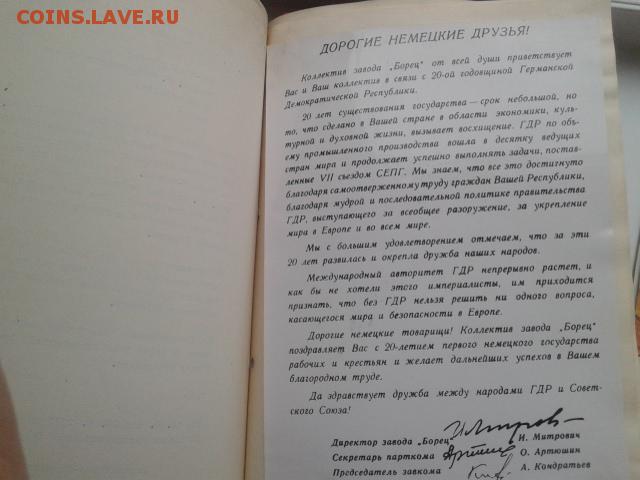 COINS.LAVE.RU
ДОРОГИЕ НЕМЕЦКИЕ ДРУЗЬЯ!
Коллектив завода „Борец" от всей души приветствует
Вас и Ваш коллектив в связи с 20-ой годовщиной Германской
Демократической Республики.
20 лет существования государства — срок небольшой, но
то, что сделано в Вашей стране в области экономики, куль-
турной и духовной жизни, вызывает восхищение. ГДР по объ-
ему промышленного производства вошла в десятку ведущих
стран мира и продолжает успешно выполнять задачи, постав-
ленные VII съездом СЕПГ. Мы знаем, что все это достигнуто
благодаря самоотверженному труду граждан Вашей Республики,
благодаря мудрой и последовательной политике правительства
ГДР, выступающего за всеобщее разоружение, за укрепление
мира в Европе и во всем мире.
Мы с большим удовлетворением отмечаем, что за эти
20 лет развилась и окрепла дружба наших народов.
Международный авторитет ГДР непрерывно растет, и
как бы не хотели этого империалисты, им приходится
признать, что без ГДР нельзя решить ни одного вопроса,
касающегося мира и безопасности в Европе.
Дорогие немецкие товарищи! Коллектив завода „Борец"
поздравляет Вас с 20-летием первого немецкого государства
рабочих и крестьян и желает дальнейших успехов в Вашем
благородном труде.
Да здравствует дружба между народами ГДР и Совет-
ского Союза!
Директор завода „Борец" И. Митрович
Секретарь парткома О. Артюшин
Председатель завкома А. Кондратьев